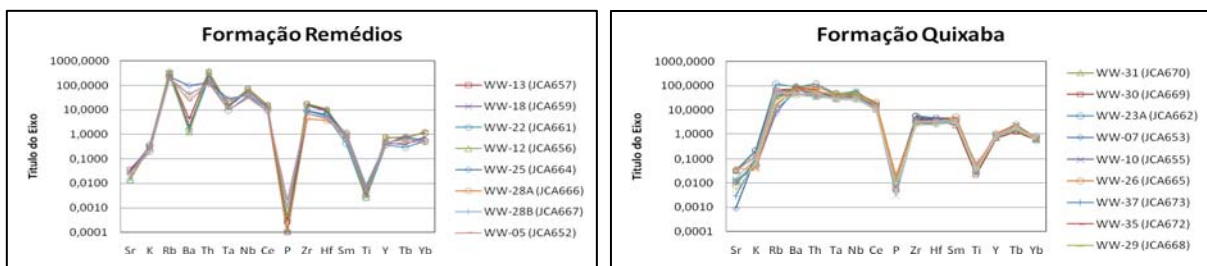 Formação Remédios
Título do Eixo
1000,0000
100,0000
10,0000
1,0000
0,1000
0,0100
0,0010
0,0001
Sr K Rb Ba Th Ta Nb Ce P Zr Hf Sm Ti Y Tb Yb
WW-13 (JCA657)
WW-18 (JCA659)
WW-22 (JCA661)
WW-12 (JCA656)
WW-25 (JCA664)
WW-28A (JCA666)
WW-28B (JCA667)
WW-05 (JCA652)
Formação Quixaba
Título do Eixo
1000,0000
100,0000
10,0000
1,0000
0,1000
0,0100
0,0010
0,0001
Sr K Rb Ba Th Ta Nb Ce P Zr Hf Sm Ti Y Tb Yb
WW-31 (JCA670)
WW-30 (JCA669)
WW-23A (JCA662)
WW-07 (JCA653)
WW-10 (JCA655)
WW-26 (JCA665)
WW-37 (JCA673)
WW-35 (JCA672)
WW-29 (JCA668)